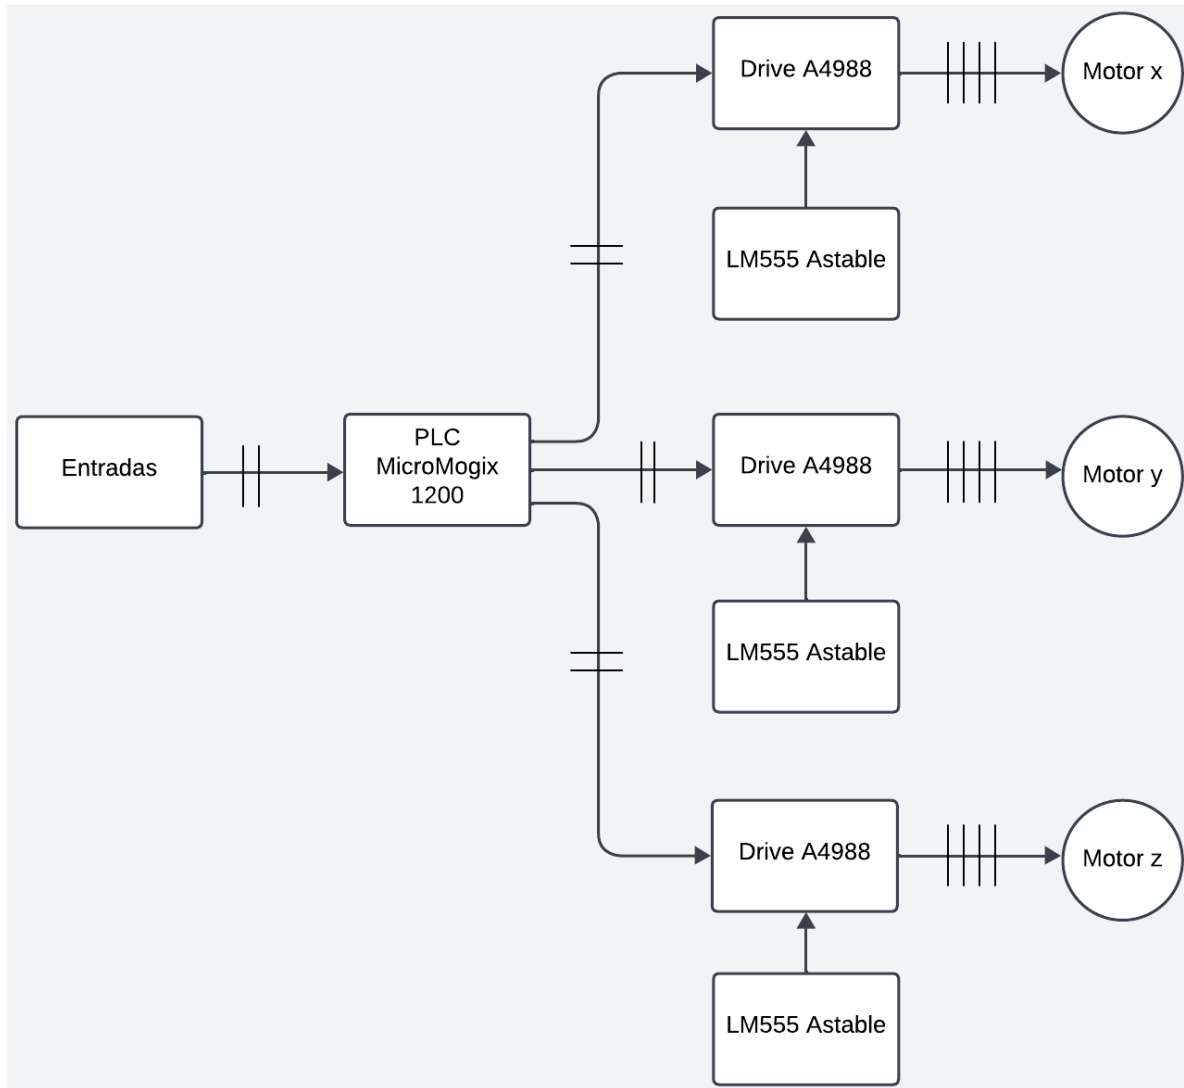 Drive A4988
Motor x
LM555 Astable
Entradas
PLC
MicroMogix
1200
Drive A4988
Motor y
LM555 Astable
Drive A4988
Motor z
LM555 Astable